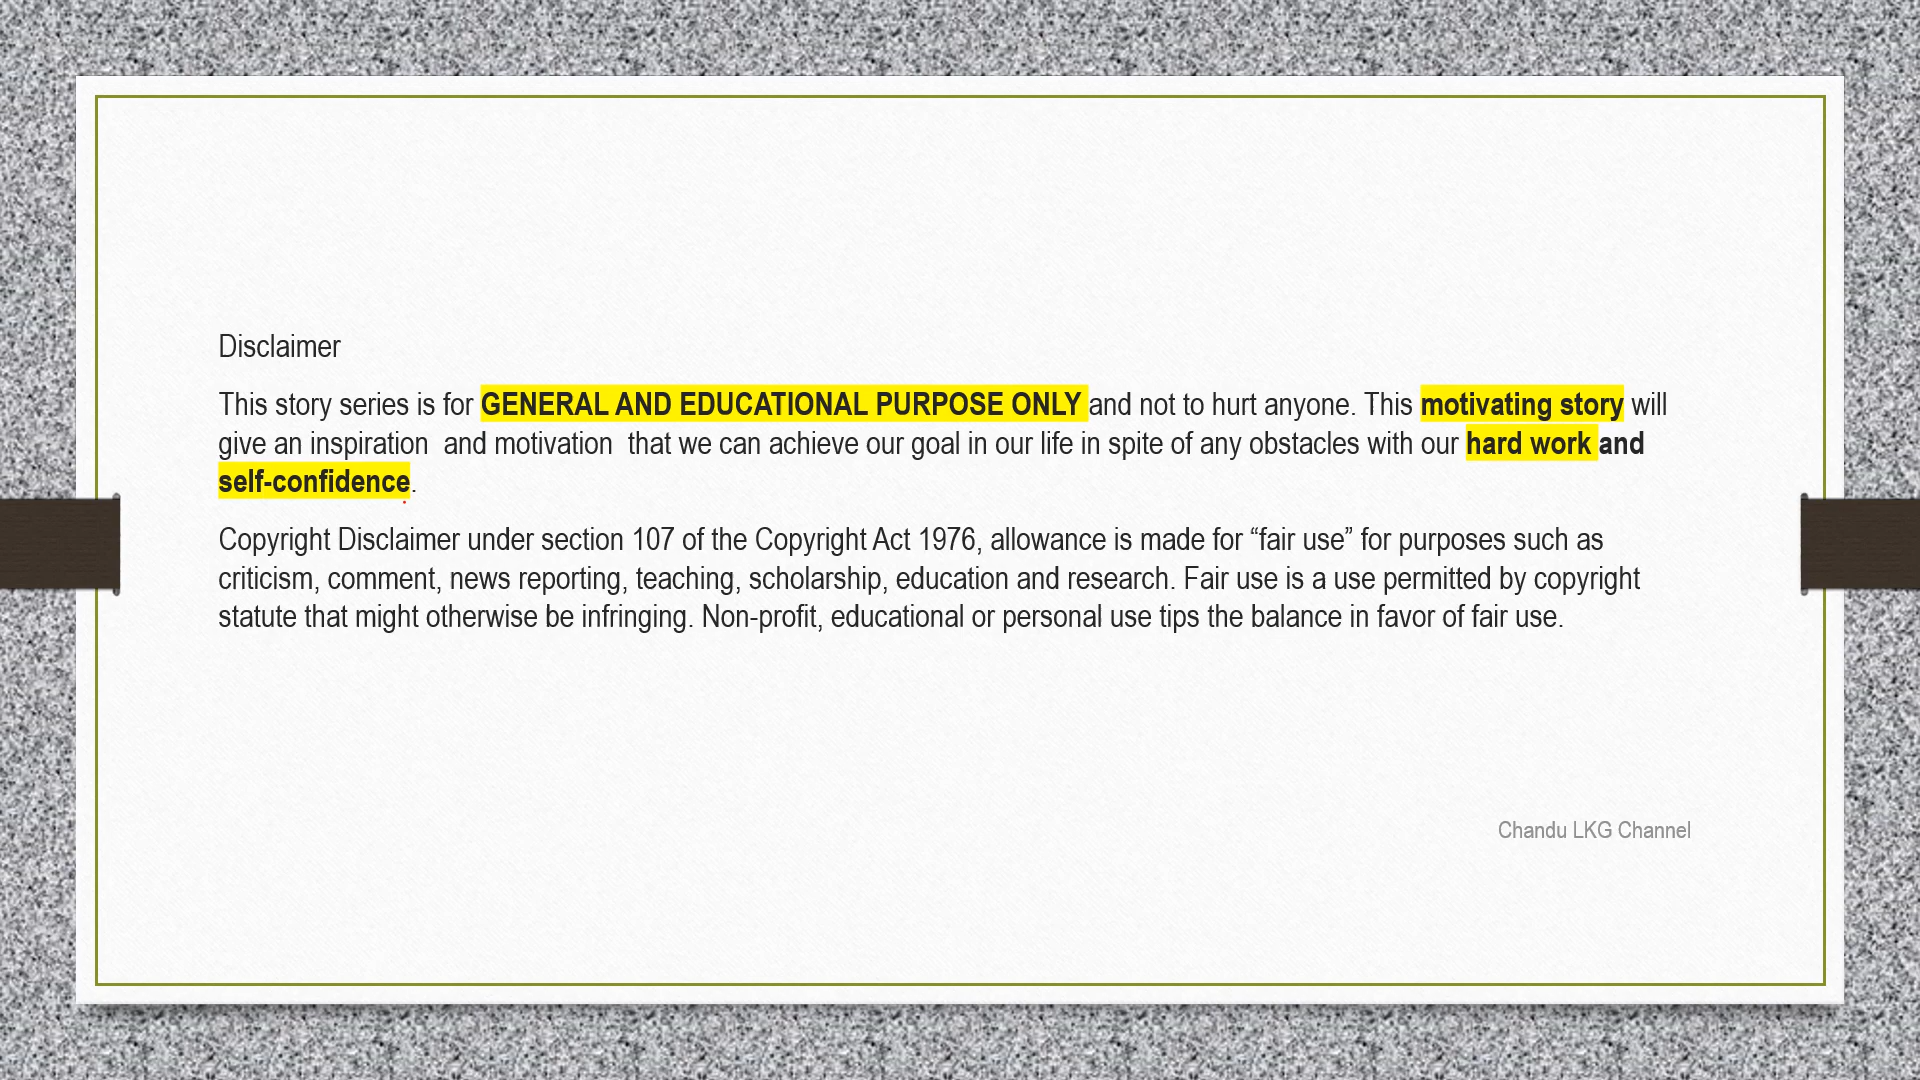 Disclaimer
This story series is for GENERAL AND EDUCATIONAL PURPOSE ONLY and not to hurt anyone. This motivating story will
give an inspiration  and motivation  that we can achieve our goal in our life in spite of any obstacles with our hard work and
self-confidence.
Copyright Disclaimer under section 107 of the Copyright Act 1976, allowance is made for “fair use” for purposes such as
criticism, comment, news reporting, teaching, scholarship, education and research. Fair use is a use permitted by copyright
statute that might otherwise be infringing. Non-profit, educational or personal use tips the balance in favor of fair use.
Chandu LKG Channel